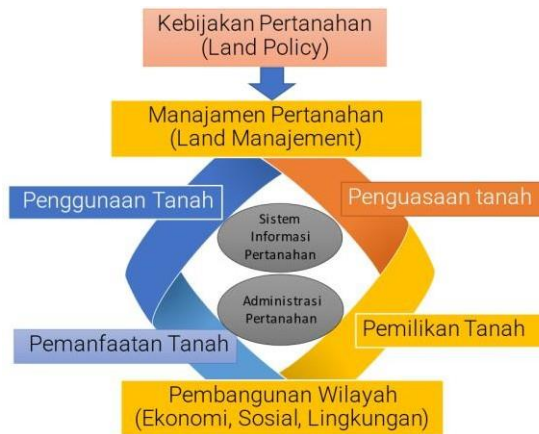 Kebijakan Pertanahan
(Land Policy)
Manajamen Pertanahan
(Land Manajement)
Penggunaan Tanah
Penguasaan tanah
Sistem
Informasi
Pertanahan
Administrasi
Pertanahan
Pemanfaatan Tanah
Pemilikan Tanah
Pembangunan Wilayah
(Ekonomi, Sosial, Lingkungan)